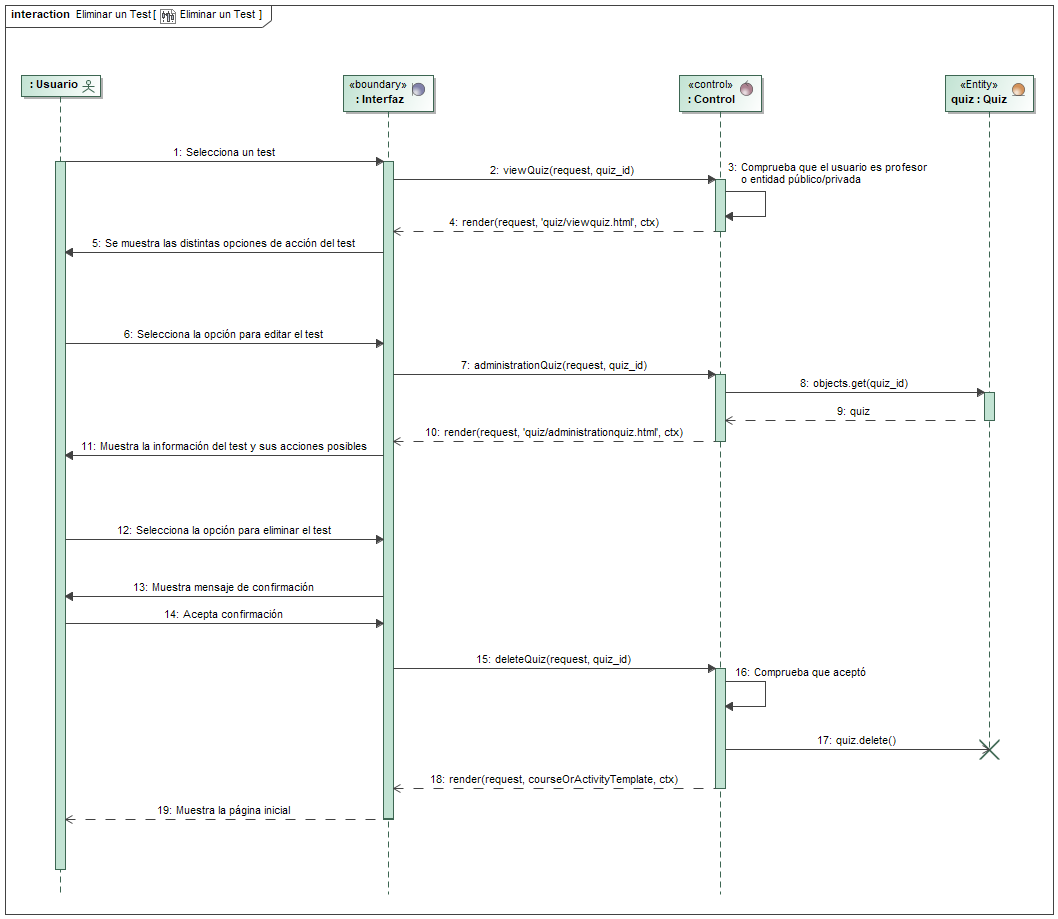 interaction Eliminar un Test [ Eliminar un Test ]
: Usuario
«boundary»
: Interfaz
«control»
: Control
«Entity»
quiz : Quiz
1: Selecciona un test
2: viewQuiz(request, quiz_id)
3: Comprueba que el usuario es profesor
o entidad público/privada
4: render(request, 'quiz/viewquiz.html', ctx)
5: Se muestra las distintas opciones de acción del test
6: Selecciona la opción para editar el test
7: administrationQuiz(request, quiz_id)
8: objects.get(quiz_id)
9: quiz
10: render(request, 'quiz/administrationquiz.html', ctx)
11: Muestra la información del test y sus acciones posibles
12: Selecciona la opción para eliminar el test
13: Muestra mensaje de confirmación
14: Acepta confirmación
15: deleteQuiz(request, quiz_id)
16: Comprueba que aceptó
17: quiz.delete()
18: render(request, courseOrActivityTemplate, ctx)
19: Muestra la página inicial